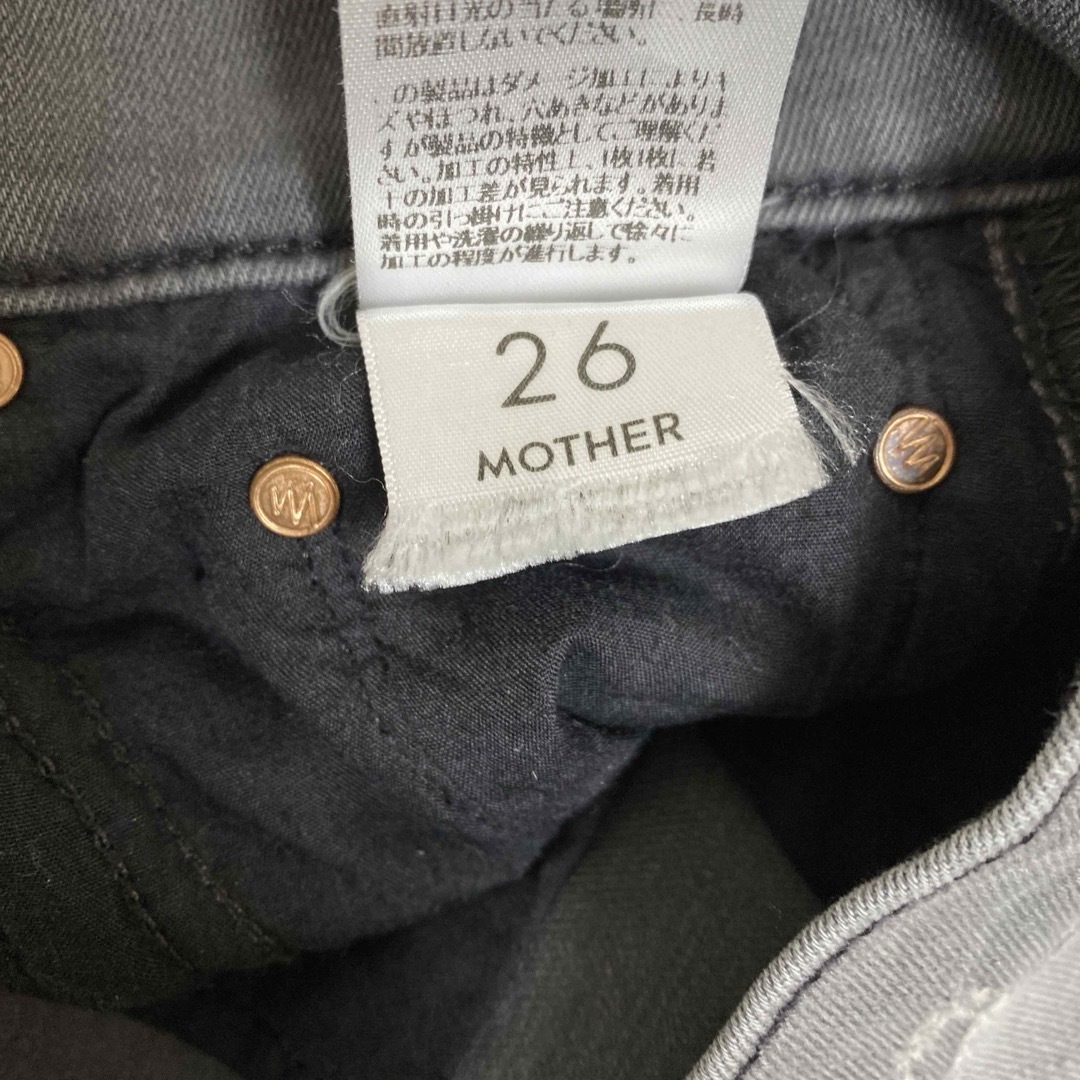 直射日光の当たる場所に、長時
間放置しないでください。
この製品はダメージ加工によりキ
ズやほつれ、穴あきなどがありま
すが製品の特徴としてご理解くだ
さい。加工の特性上、1枚1枚、若
干の加工差が見られます。着用
時の引っ掛けにご注意ください。
着用や洗濯の繰り返しで徐々に
加工の程度が進行します。
26
MOTHER